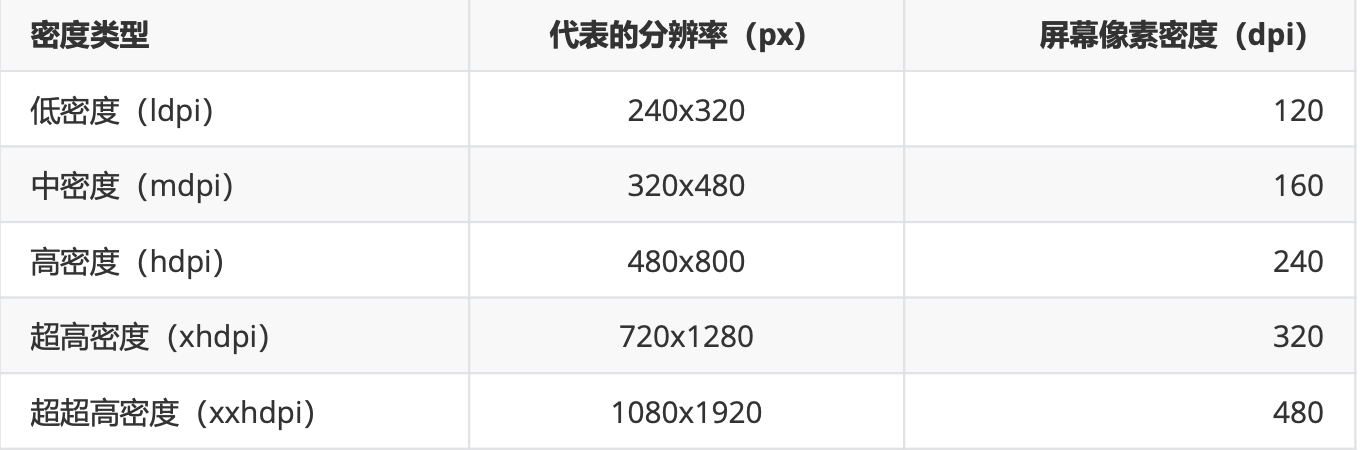 密度类型 代表的分辨率（px） 屏幕像素密度（dpi）
低密度（ldpi） 240x320 120
中密度（mdpi） 320x480 160
高密度（hdpi） 480x800 240
超高密度（xhdpi） 720x1280 320
超超高密度（xxhdpi） 1080x1920 480